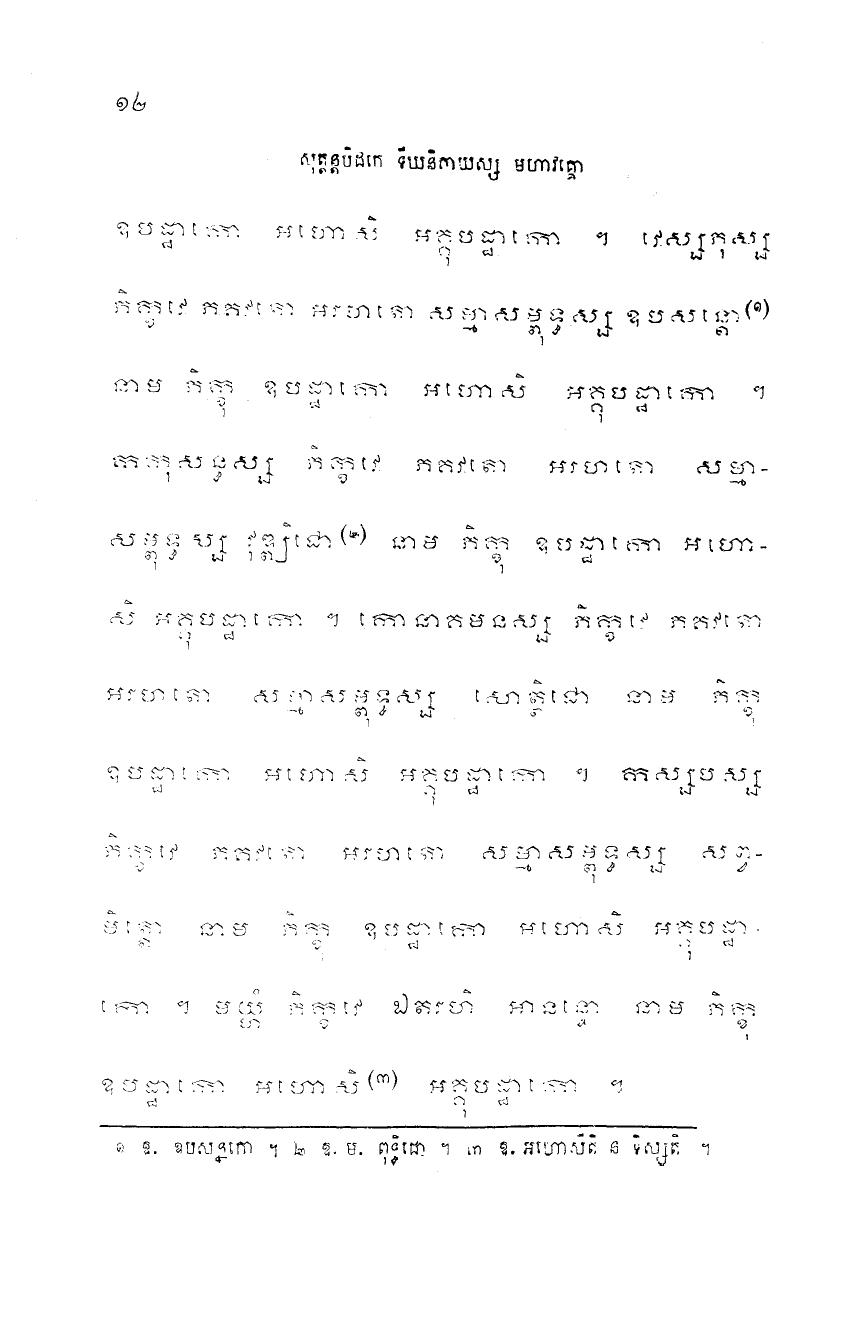 ១២
សុត្តន្តបិដកេ ទីឃនិកាយស្ស មហាវគ្គោ
ឧបដ្ឋាកោ អហោសិ អគ្គុបដ្ឋាកោ ។ វេស្សភុស្ស
ភិក្ខវេ ភគវតោ អរហតោ សម្មាសម្ពុទ្ធស្ស ឧបសន្តោ(១)
នាម ភិក្ខុ ឧបដ្ឋាកោ អហោសិ អគ្គុបដ្ឋាកោ ។
កកុសន្ធស្ស ភិក្ខវេ ភគវតោ អរហតោ សម្មា-
សម្ពុទ្ធស្ស វុឌ្ឍិជោ(២) នាម ភិក្ខុ ឧបដ្ឋាកោ អហោ-
សិ អគ្គុបដ្ឋាកោ ។ កោនាគមនស្ស ភិក្ខវេ ភគវតោ
អរហតោ សម្មាសម្ពុទ្ធស្ស សោត្ថិជោ នាម ភិក្ខុ
ឧបដ្ឋាកោ អហោសិ អគ្គុបដ្ឋាកោ ។ កស្សបស្ស
ភិក្ខវេ ភគវតោ អរហតោ សម្មាសម្ពុទ្ធស្ស សព្វ-
មិត្តោ នាម ភិក្ខុ ឧបដ្ឋាកោ អហោសិ អគ្គុបដ្ឋា-
កោ ។ មយ្ហំ ភិក្ខវេ ឯតរហិ អានន្ទោ នាម ភិក្ខុ
ឧបដ្ឋាកោ អហោសិ(៣) អគ្គុបដ្ឋាកោ ។
១ ឱ. ឧបសន្នកោ ។ ២ ឱ. ម. ពុទ្ធិជោ ។ ៣ ឱ. អហោសីតិ ន ទិស្សតិ ។